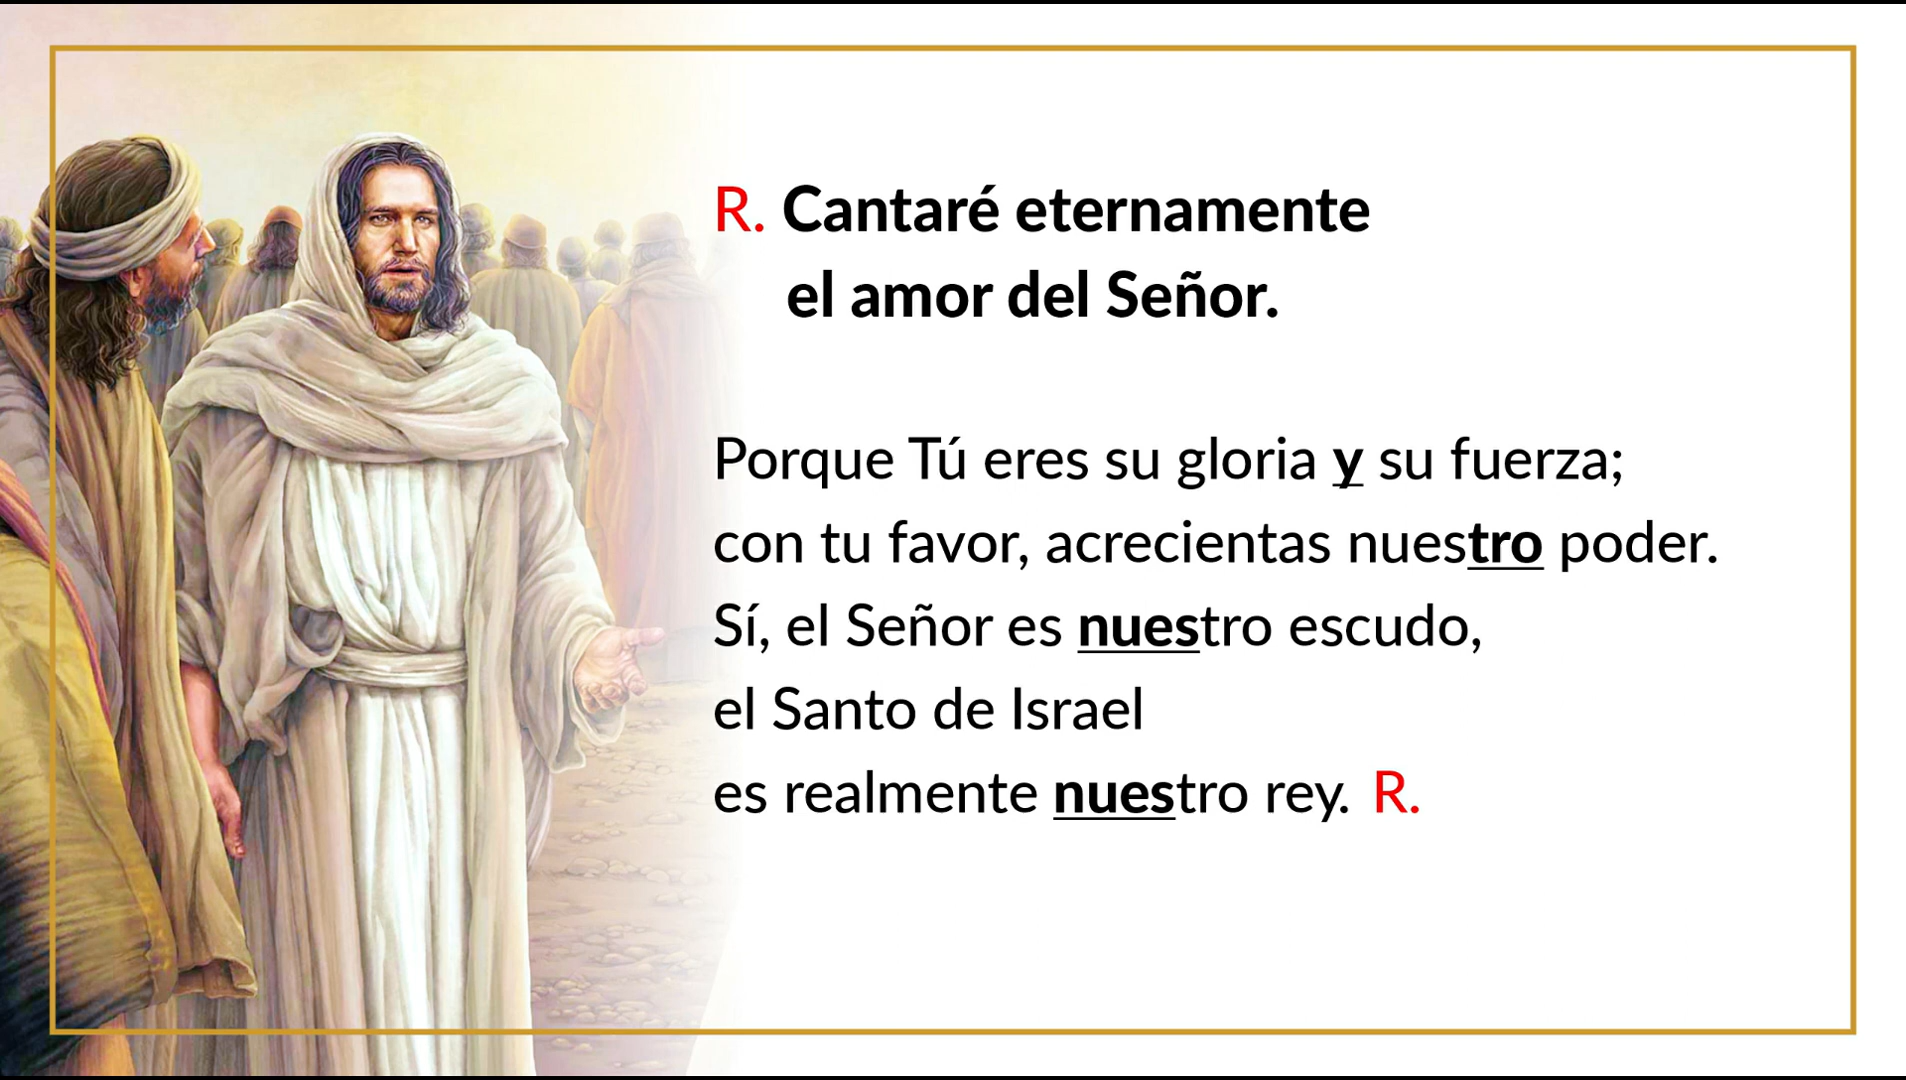 R. Cantaré eternamente
el amor del Señor.
Porque Tú eres su gloria y su fuerza;
con tu favor, acrecientas nuestro poder.
Sí, el Señor es nuestro escudo,
el Santo de Israel
es realmente nuestro rey. R.